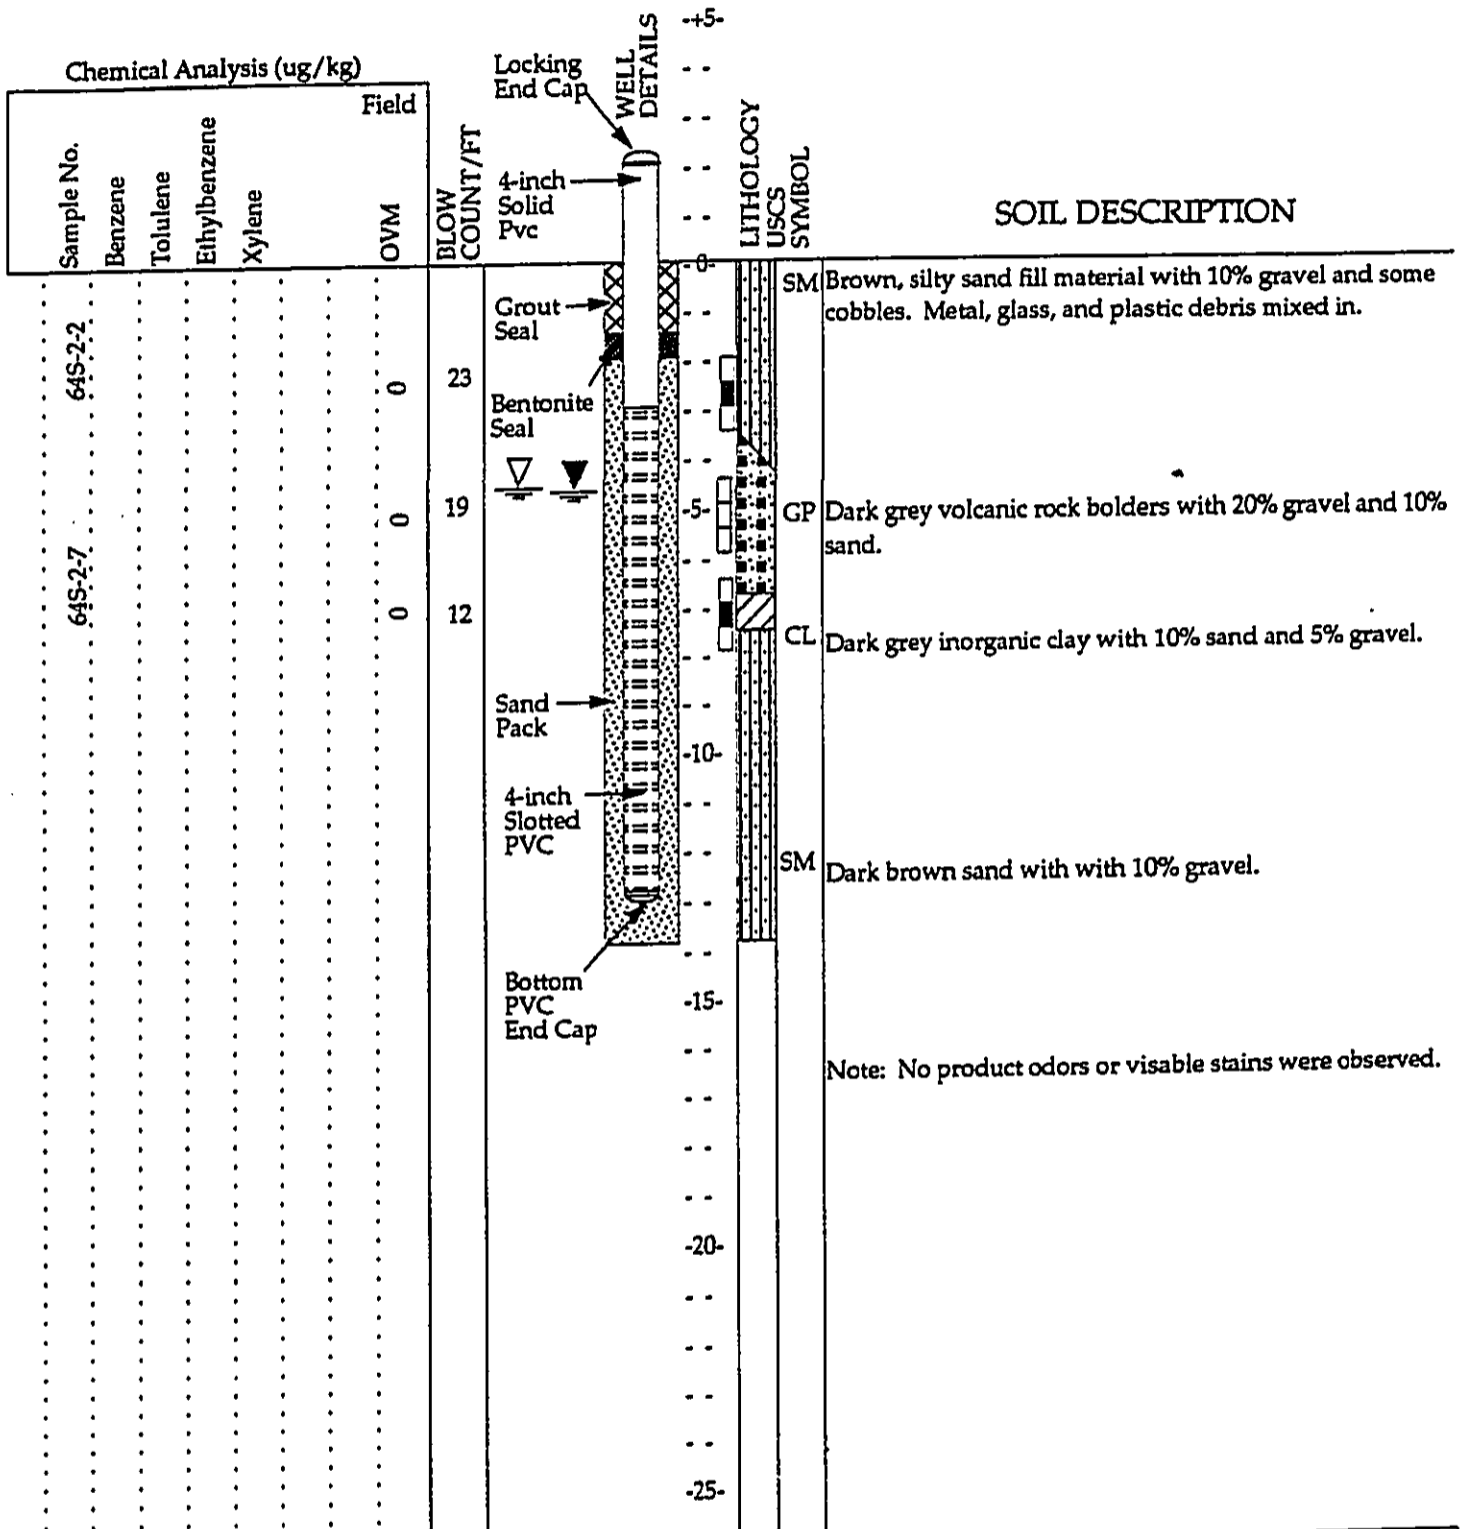 Chemical Analysis (ug/kg)
Field
Sample No.
Benzene
Tolulene
Ethylbenzene
Xylene
OVM
BLOW
COUNT/FT
WELL
DETAILS
LITHOLOGY
USCS
SYMBOL
SOIL DESCRIPTION
Locking
End Cap
4-inch
Solid
Pvc
Grout
Seal
Bentonite
Seal
Sand
Pack
4-inch
Slotted
PVC
Bottom
PVC
End Cap
-+5-
-0-
-5-
-10-
-15-
-20-
-25-
64S-2-2
64S-2-7
0
23
0
19
0
12
SM Brown, silty sand fill material with 10% gravel and some
cobbles. Metal, glass, and plastic debris mixed in.
GP Dark grey volcanic rock bolders with 20% gravel and 10%
sand.
CL Dark grey inorganic clay with 10% sand and 5% gravel.
SM Dark brown sand with with 10% gravel.
Note: No product odors or visable stains were observed.